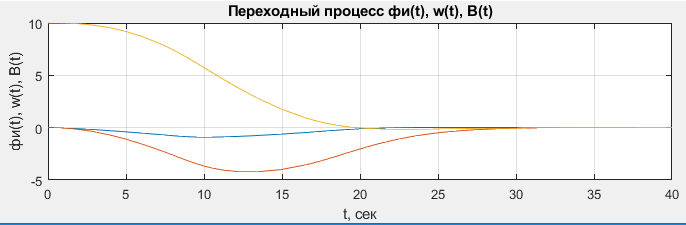 Переходный процесс фи(t), w(t), B(t)
фи(t), w(t), B(t)
10
5
0
-5
0 5 10 15 20 25 30 35 40
t, сек